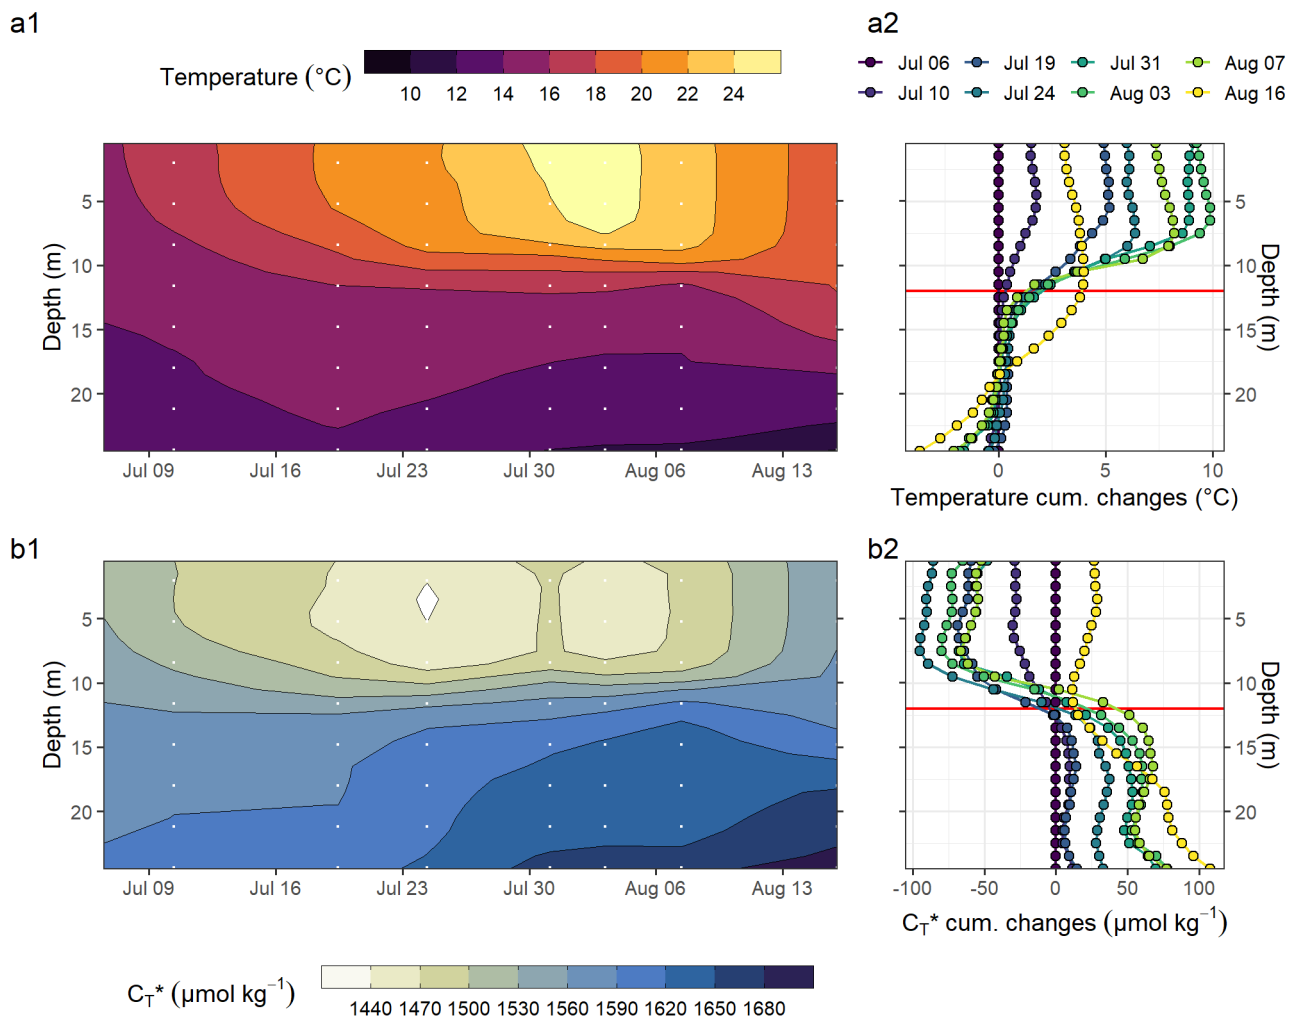 a1
Temperature (°C)
10 12 14 16 18 20 22 24
Depth (m)
5
10
15
20
Jul 09 Jul 16 Jul 23 Jul 30 Aug 06 Aug 13
a2
Jul 06 Jul 19 Jul 31 Aug 07
Jul 10 Jul 24 Aug 03 Aug 16
5
10
15
20
Depth (m)
0 5 10
Temperature cum. changes (°C)
b1
Depth (m)
5
10
15
20
Jul 09 Jul 16 Jul 23 Jul 30 Aug 06 Aug 13
C_T* (µmol kg⁻¹)
1440 1470 1500 1530 1560 1590 1620 1650 1680
b2
5
10
15
20
Depth (m)
-100 -50 0 50 100
C_T* cum. changes (µmol kg⁻¹)